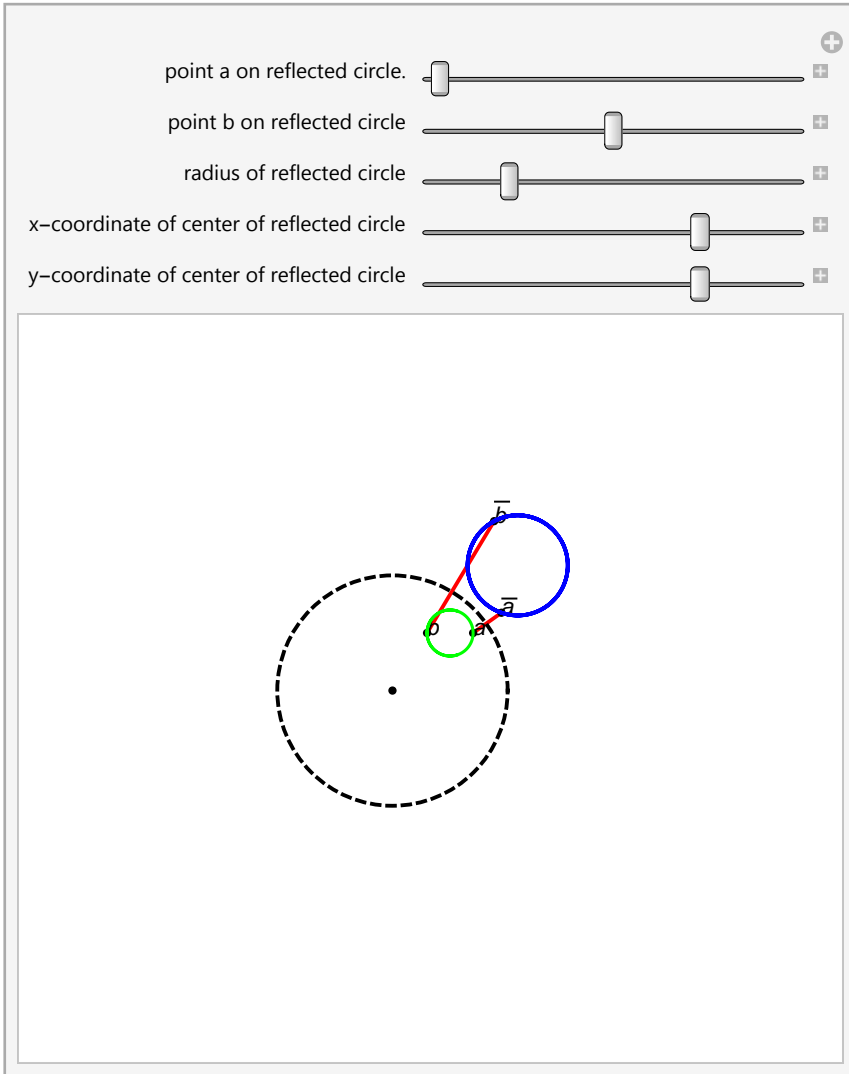 point a on reflected circle.
point b on reflected circle
radius of reflected circle
x−coordinate of center of reflected circle
y−coordinate of center of reflected circle
b̅
a̅
b a